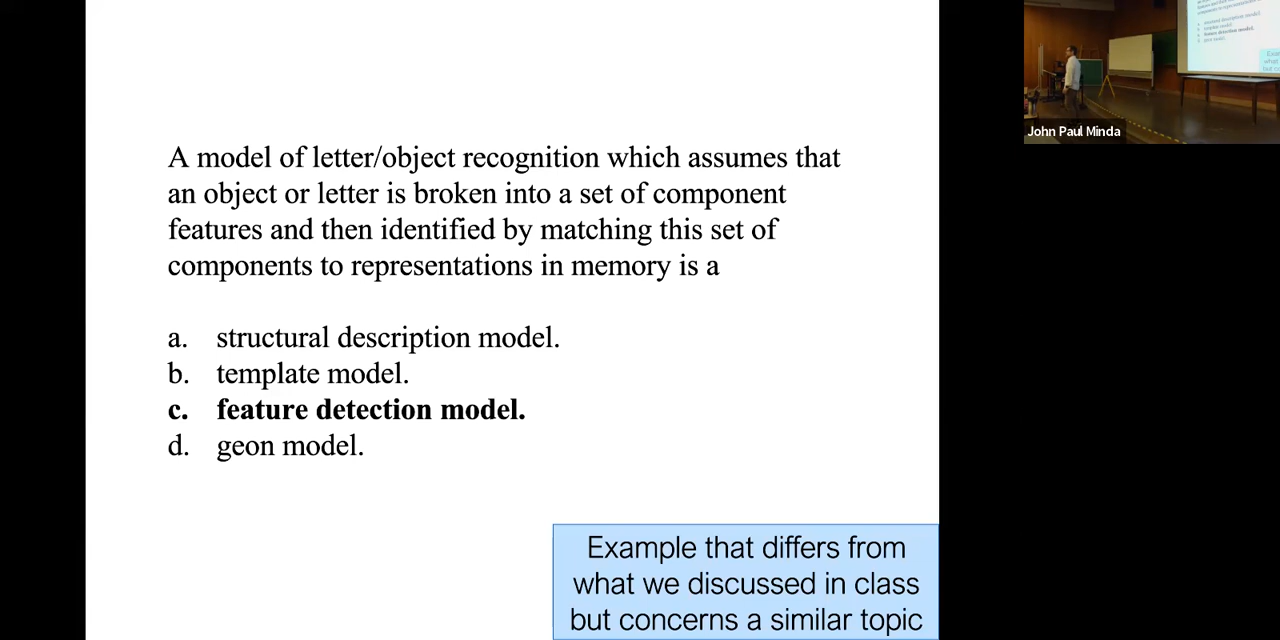 A model of letter/object recognition which assumes that
an object or letter is broken into a set of component
features and then identified by matching this set of
components to representations in memory is a
a. structural description model.
b. template model.
c. feature detection model.
d. geon model.
Example that differs from
what we discussed in class
but concerns a similar topic
John Paul Minda